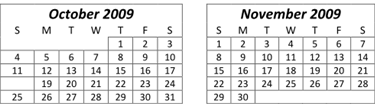 October 2009
S M T W T F S
1 2 3
4 5 6 7 8 9 10
11 12 13 14 15 16 17
19 20 21 22 23 24
25 26 27 28 29 30 31
November 2009
S M T W T F S
1 2 3 4 5 6 7
8 9 10 11 12 13 14
15 16 17 18 19 20 21
22 23 24 25 26 27 28
29 30